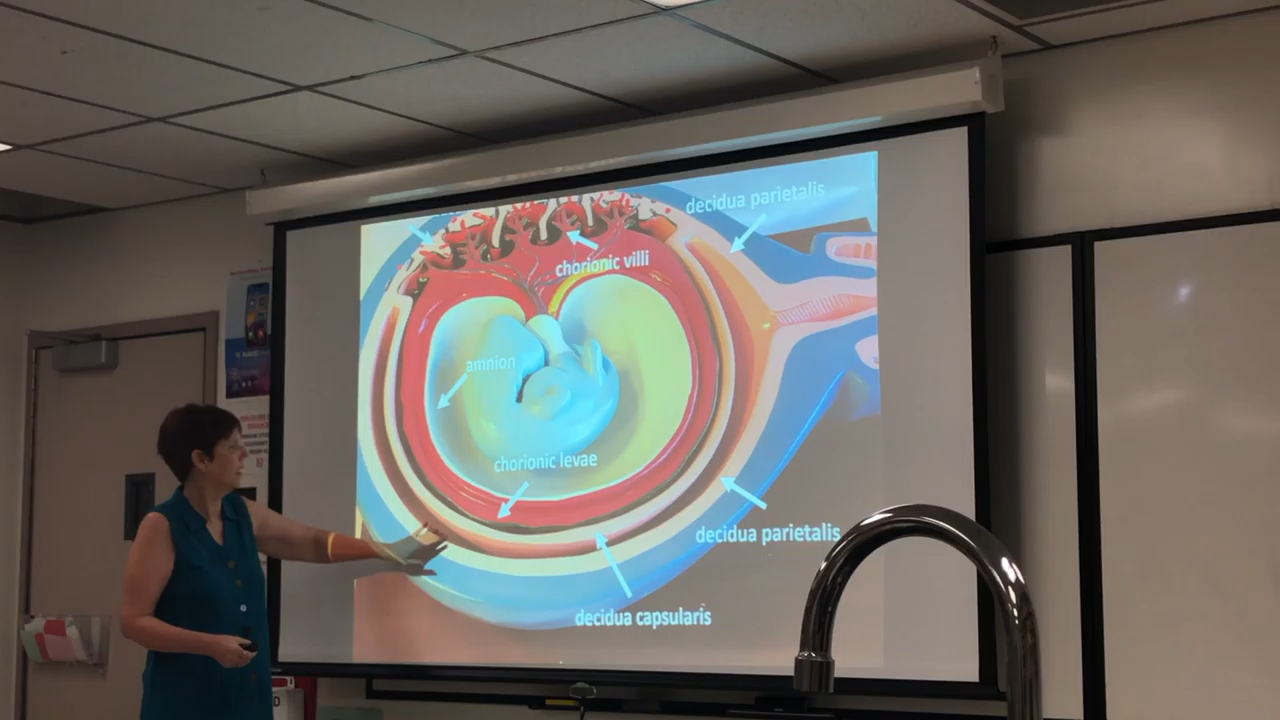 decidua parietalis
chorionic villi
amnion
chorionic levae
decidua parietalis
decidua capsularis